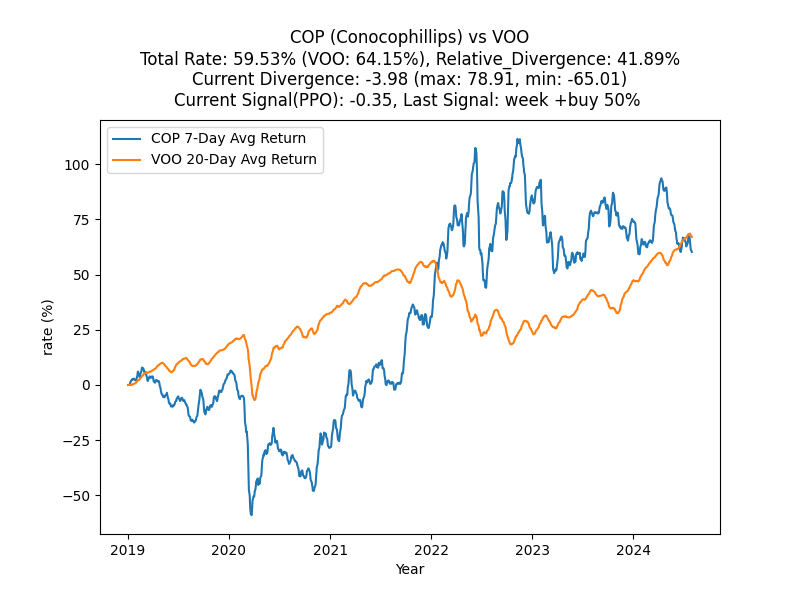 COP (Conocophillips) vs VOO
Total Rate: 59.53% (VOO: 64.15%), Relative_Divergence: 41.89%
Current Divergence: -3.98 (max: 78.91, min: -65.01)
Current Signal(PPO): -0.35, Last Signal: week +buy 50%
COP 7-Day Avg Return
VOO 20-Day Avg Return
100
75
50
25
0
−25
−50
rate (%)
2019 2020 2021 2022 2023 2024
Year